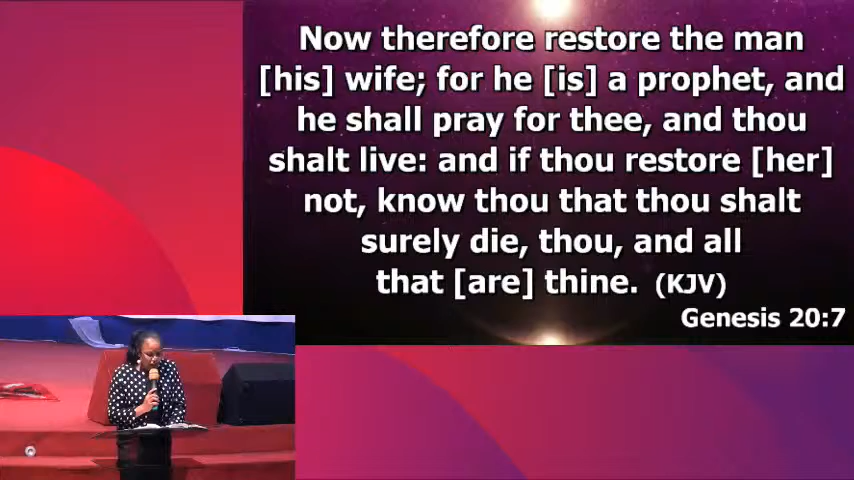 Now therefore restore the man
[his] wife; for he [is] a prophet, and
he shall pray for thee, and thou
shalt live: and if thou restore [her]
not, know thou that thou shalt
surely die, thou, and all
that [are] thine. (KJV)
Genesis 20:7